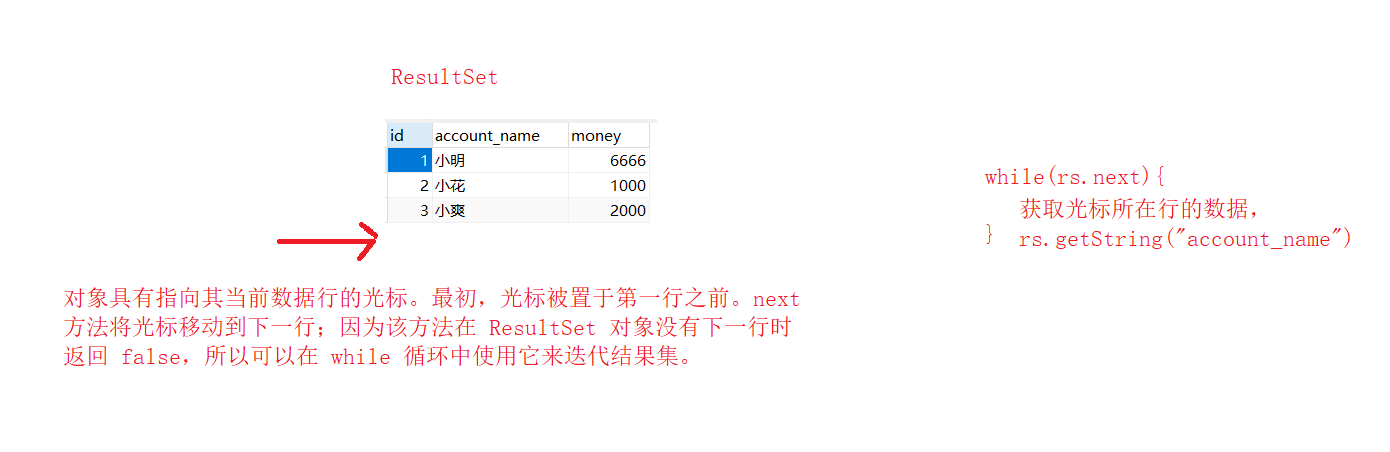 ResultSet
id account_name money
1 小明 6666
2 小花 1000
3 小爽 2000
while(rs.next){
获取光标所在行的数据,
} rs.getString("account_name")
对象具有指向其当前数据行的光标。最初，光标被置于第一行之前。next
方法将光标移动到下一行；因为该方法在 ResultSet 对象没有下一行时
返回 false，所以可以在 while 循环中使用它来迭代结果集。